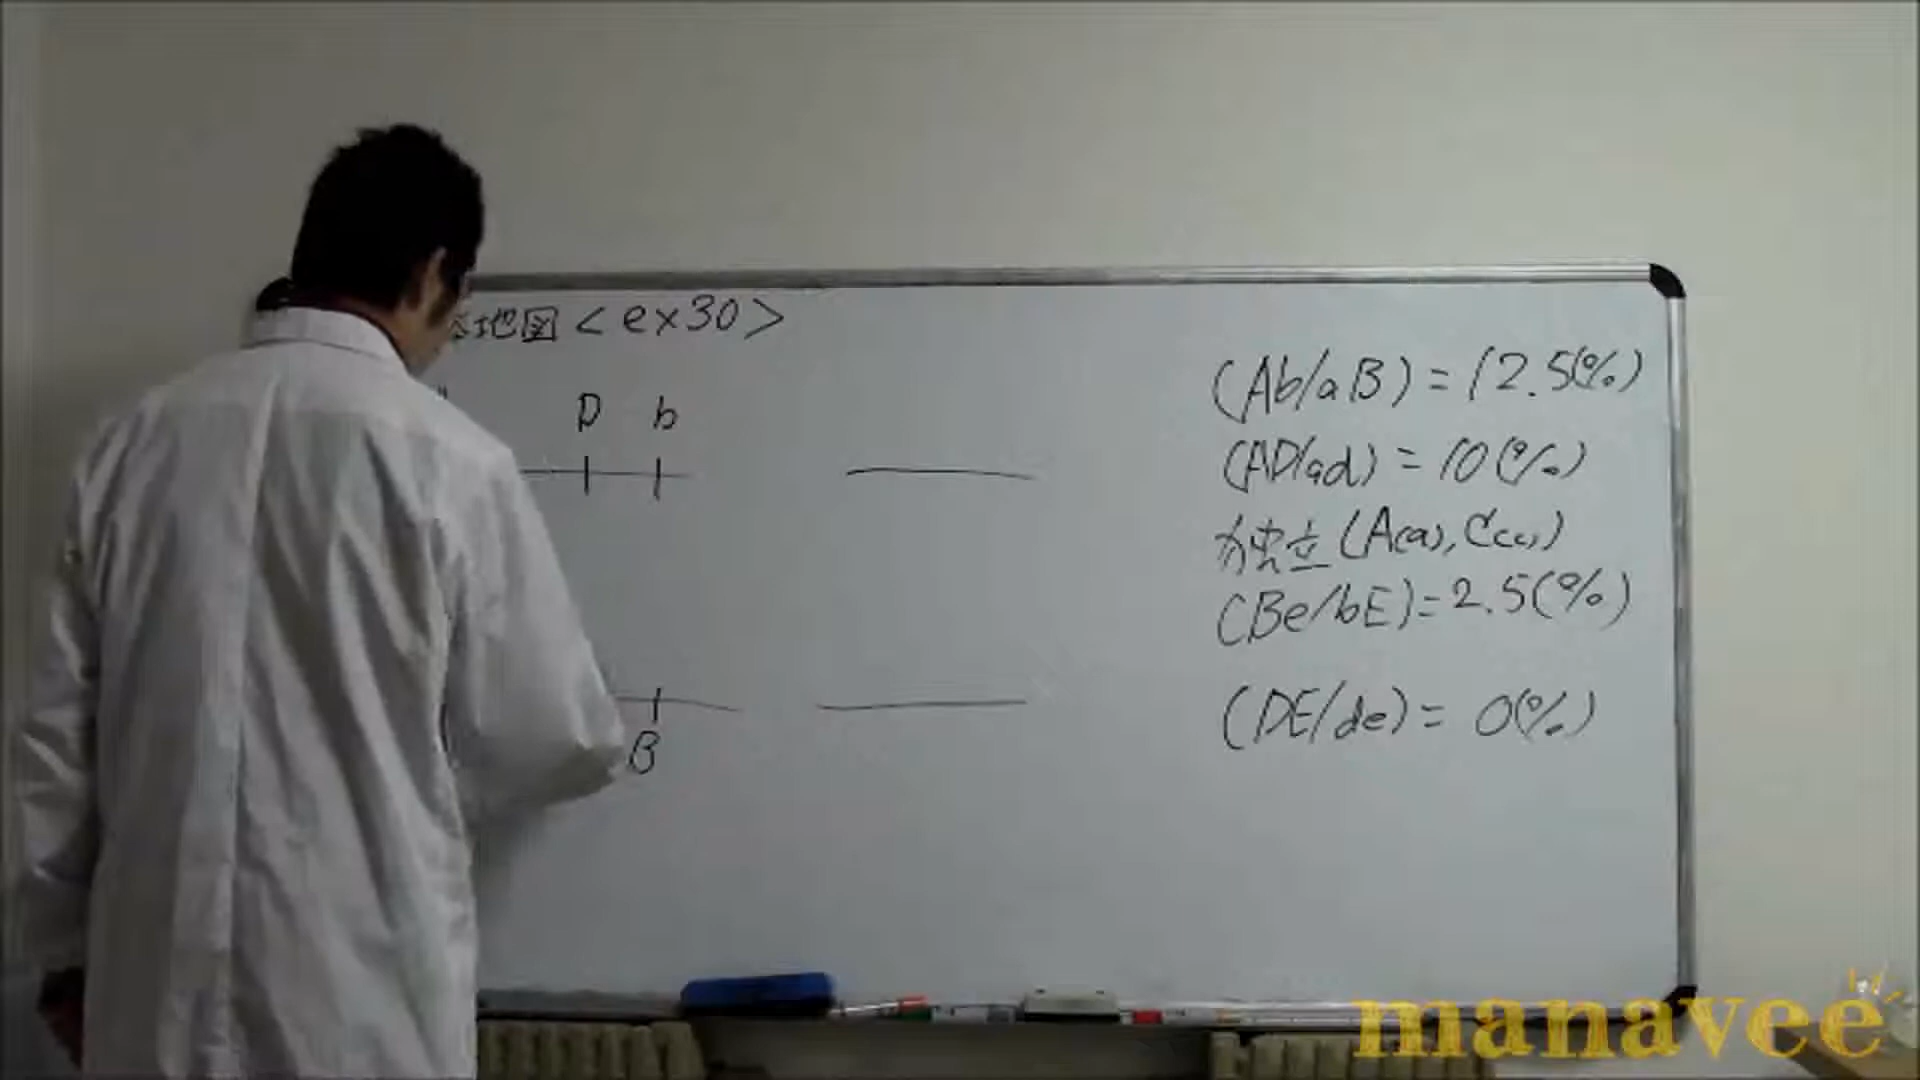 地図<ex30>
D b
B
(Ab/aB)=12.5(%)
(AD/ad)=10(%)
独立(A(a),C(c))
(Be/bE)=2.5(%)
(DE/de)=0(%)
manavee